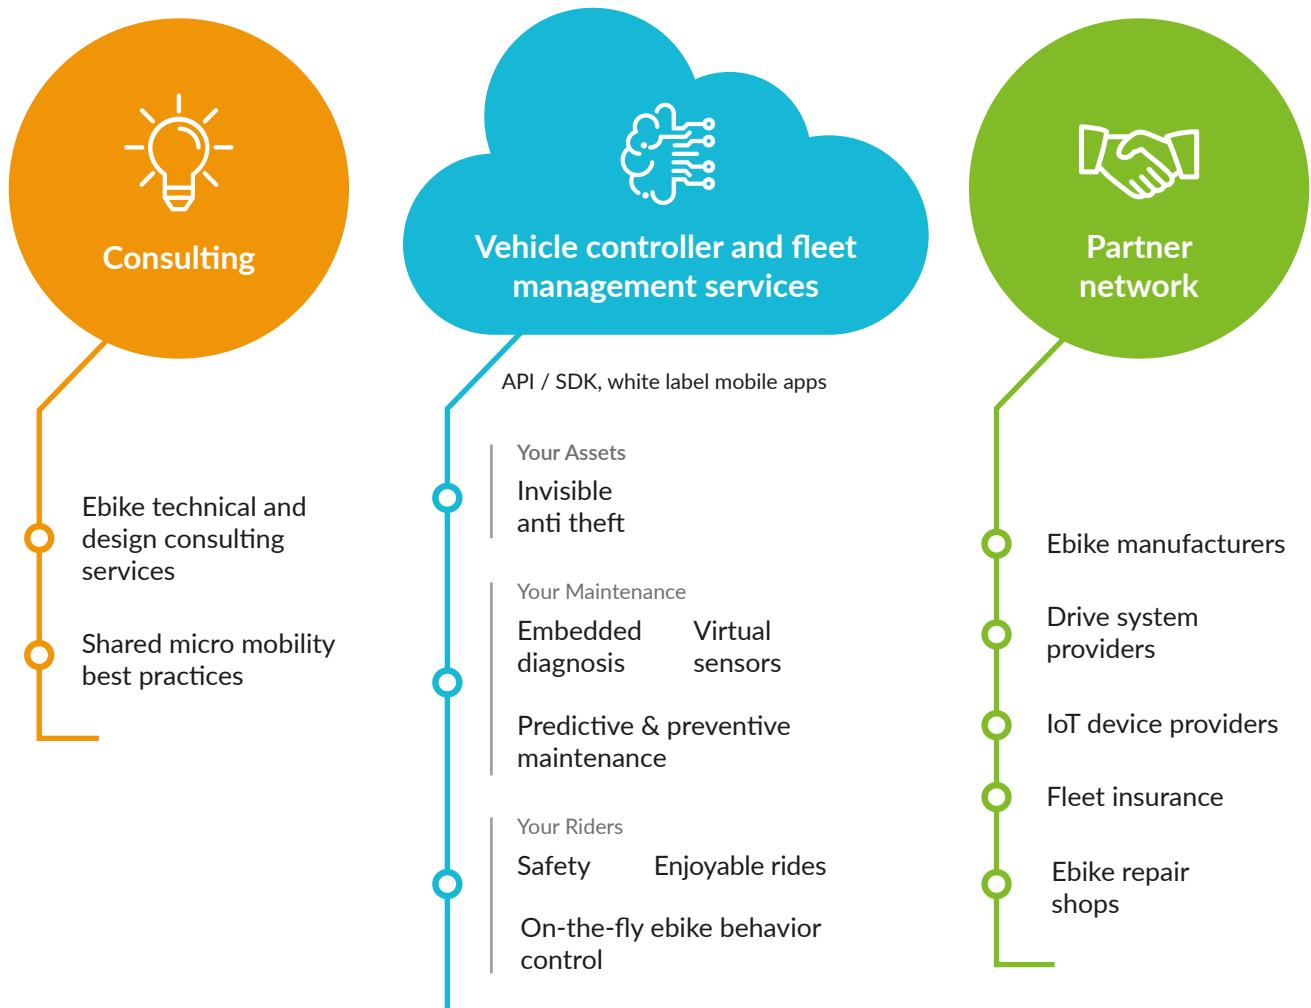 Consulting
Ebike technical and
design consulting
services
Shared micro mobility
best practices
Vehicle controller and fleet
management services
API / SDK, white label mobile apps
Your Assets
Invisible
anti theft
Your Maintenance
Embedded
diagnosis
Virtual
sensors
Predictive & preventive
maintenance
Your Riders
Safety
Enjoyable rides
On-the-fly ebike behavior
control
Partner
network
Ebike manufacturers
Drive system
providers
IoT device providers
Fleet insurance
Ebike repair
shops